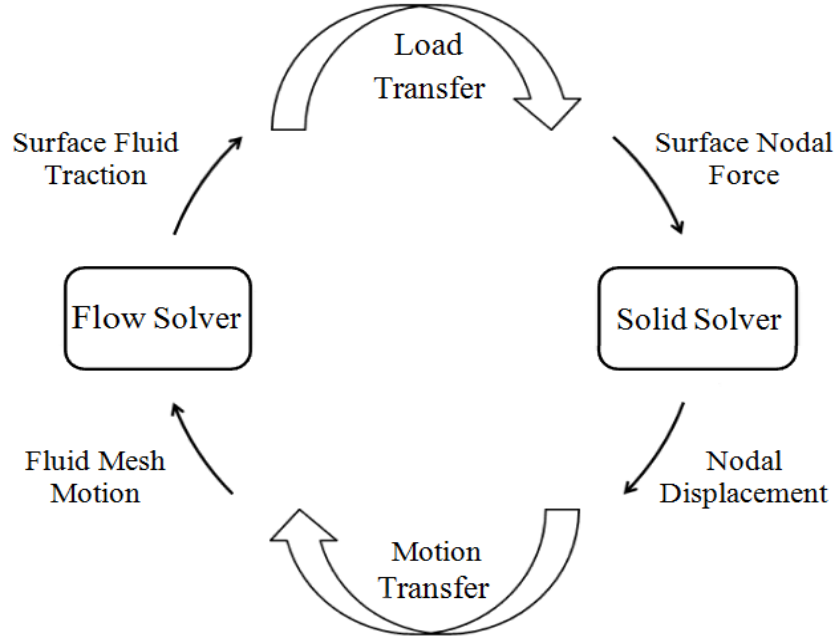 Load
Transfer
Surface Fluid
Traction
Surface Nodal
Force
Flow Solver
Solid Solver
Fluid Mesh
Motion
Nodal
Displacement
Motion
Transfer